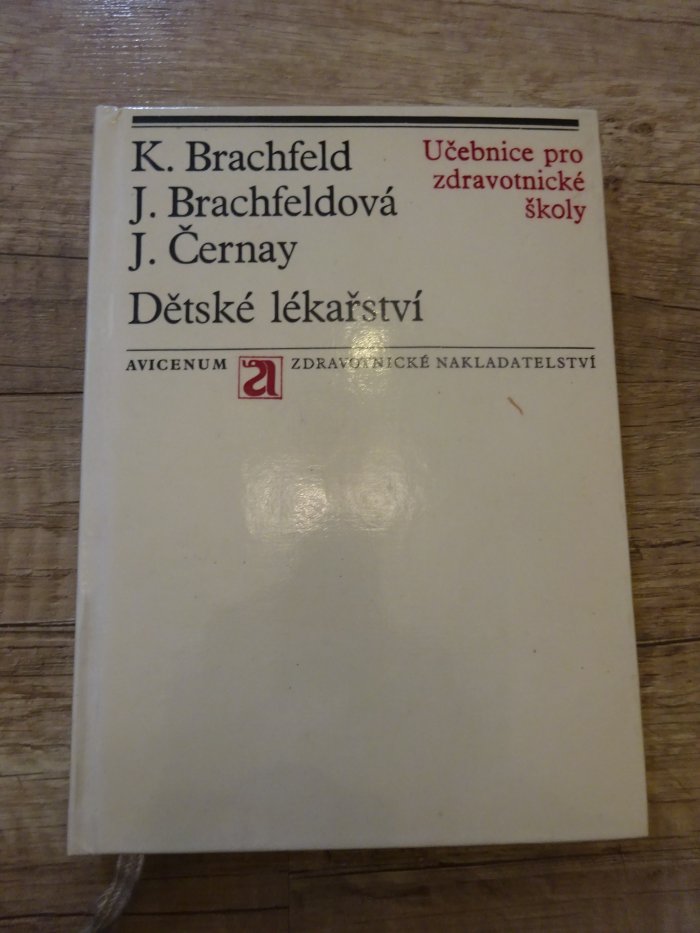 K. Brachfeld
J. Brachfeldová
J. Černay
Učebnice pro
zdravotnické
školy
Dětské lékařství
AVICENUM a ZDRAVOTNICKÉ NAKLADATELSTVÍ